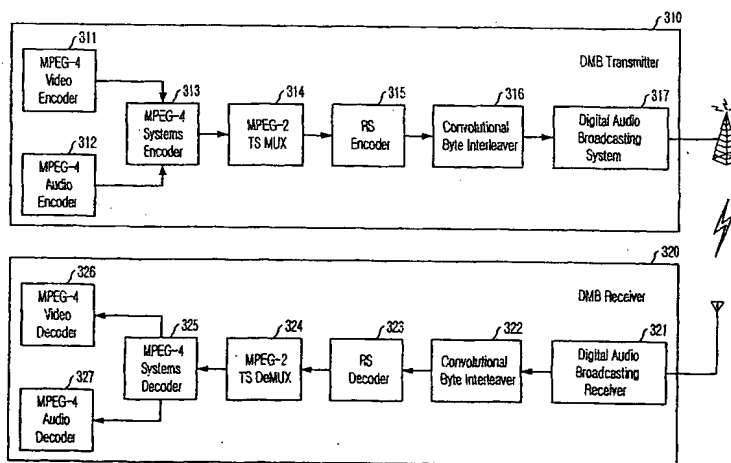 310
311
MPEG-4
Video
Encoder
DMB Transmitter
313
MPEG-4
Systems
Encoder
314
MPEG-2
TS MUX
315
RS
Encoder
316
Convolutional
Byte Interleaver
317
Digital Audio
Broadcasting
System
312
MPEG-4
Audio
Encoder
320
326
MPEG-4
Video
Decoder
DMB Receiver
325
MPEG-4
Systems
Decoder
324
MPEG-2
TS DeMUX
323
RS
Decoder
322
Convolutional
Byte Interleaver
321
Digital Audio
Broadcasting
Receiver
327
MPEG-4
Audio
Decoder